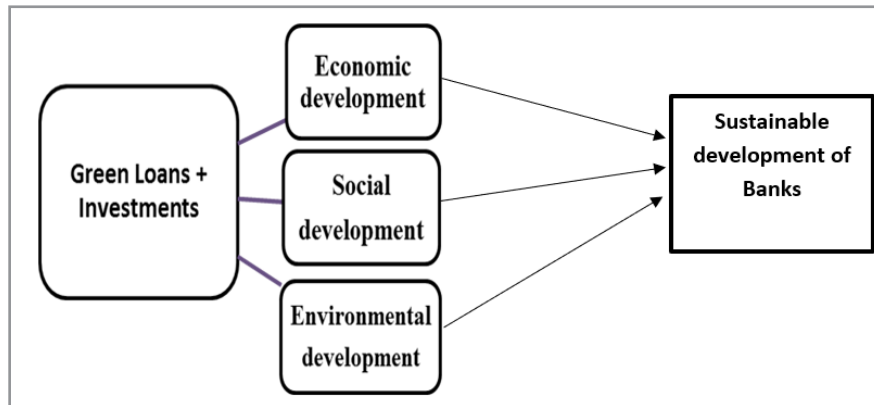 Green Loans +
Investments
Economic
development
Social
development
Environmental
development
Sustainable
development of
Banks